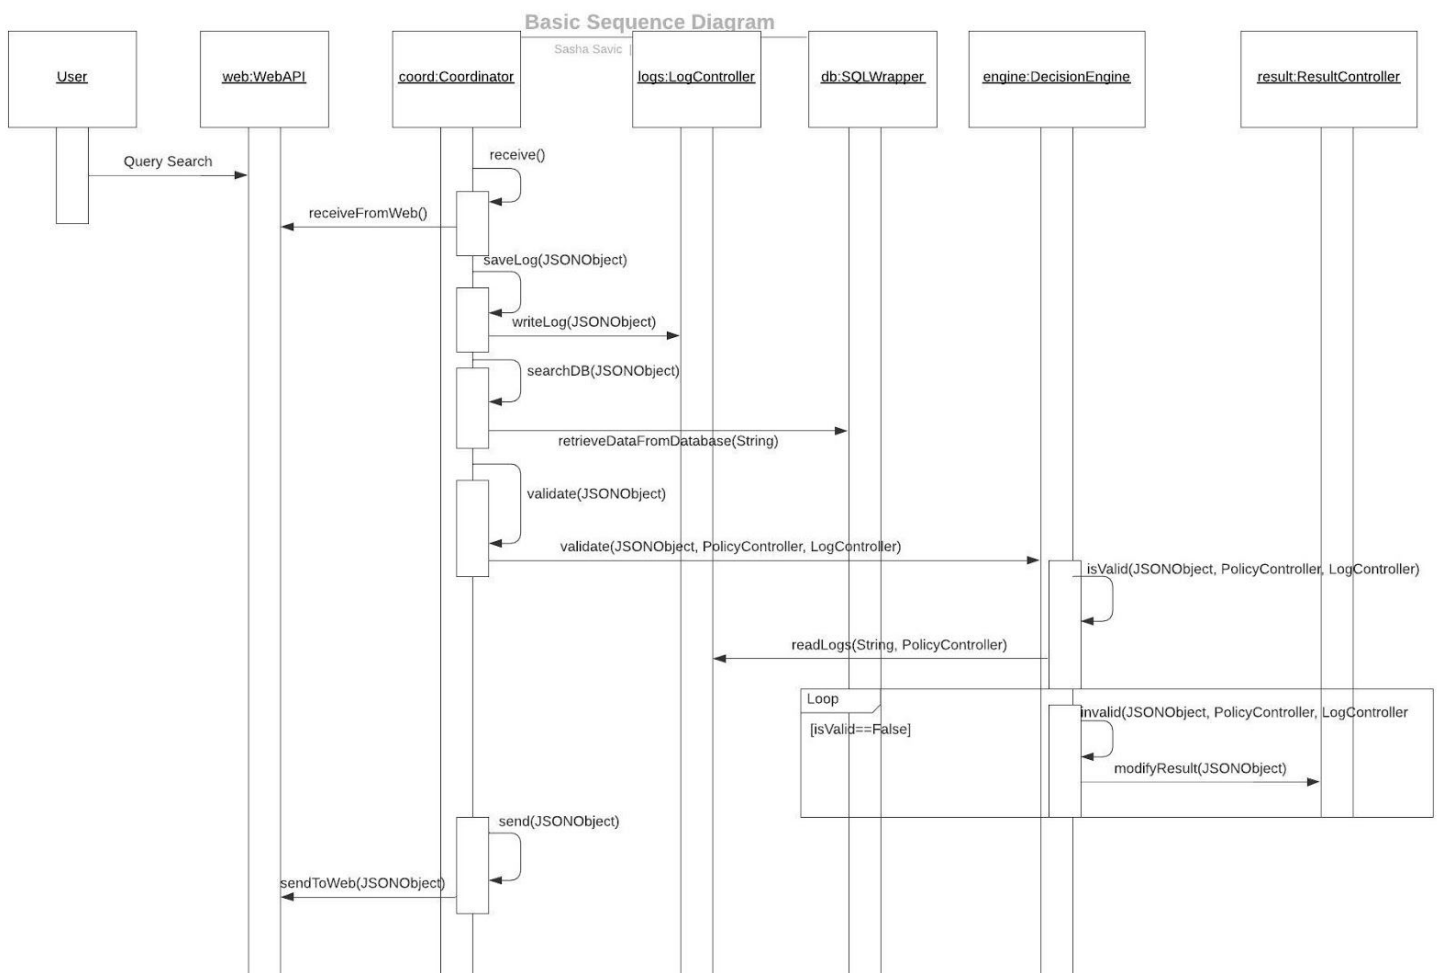 Basic Sequence Diagram
Sasha Savic |
User
web:WebAPI
coord:Coordinator
logs:LogController
db:SQLWrapper
engine:DecisionEngine
result:ResultController
receive()
Query Search
receiveFromWeb()
saveLog(JSONObject)
writeLog(JSONObject)
searchDB(JSONObject)
retrieveDataFromDatabase(String)
validate(JSONObject)
validate(JSONObject, PolicyController, LogController)
isValid(JSONObject, PolicyController, LogController)
readLogs(String, PolicyController)
Loop
invalid(JSONObject, PolicyController, LogController
[isValid==False]
modifyResult(JSONObject)
send(JSONObject)
sendToWeb(JSONObject)